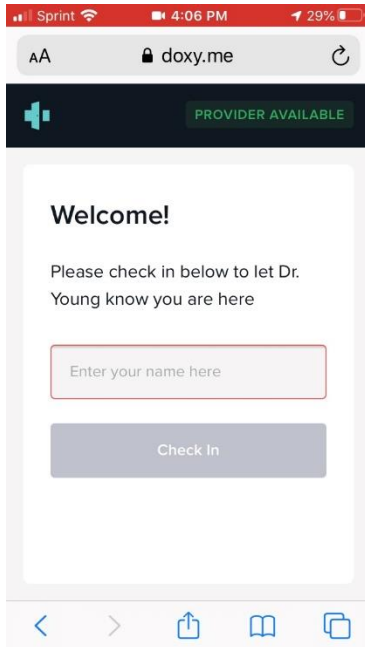 Sprint 4:06 PM 29%
AA doxy.me
PROVIDER AVAILABLE
Welcome!
Please check in below to let Dr.
Young know you are here
Enter your name here
Check In